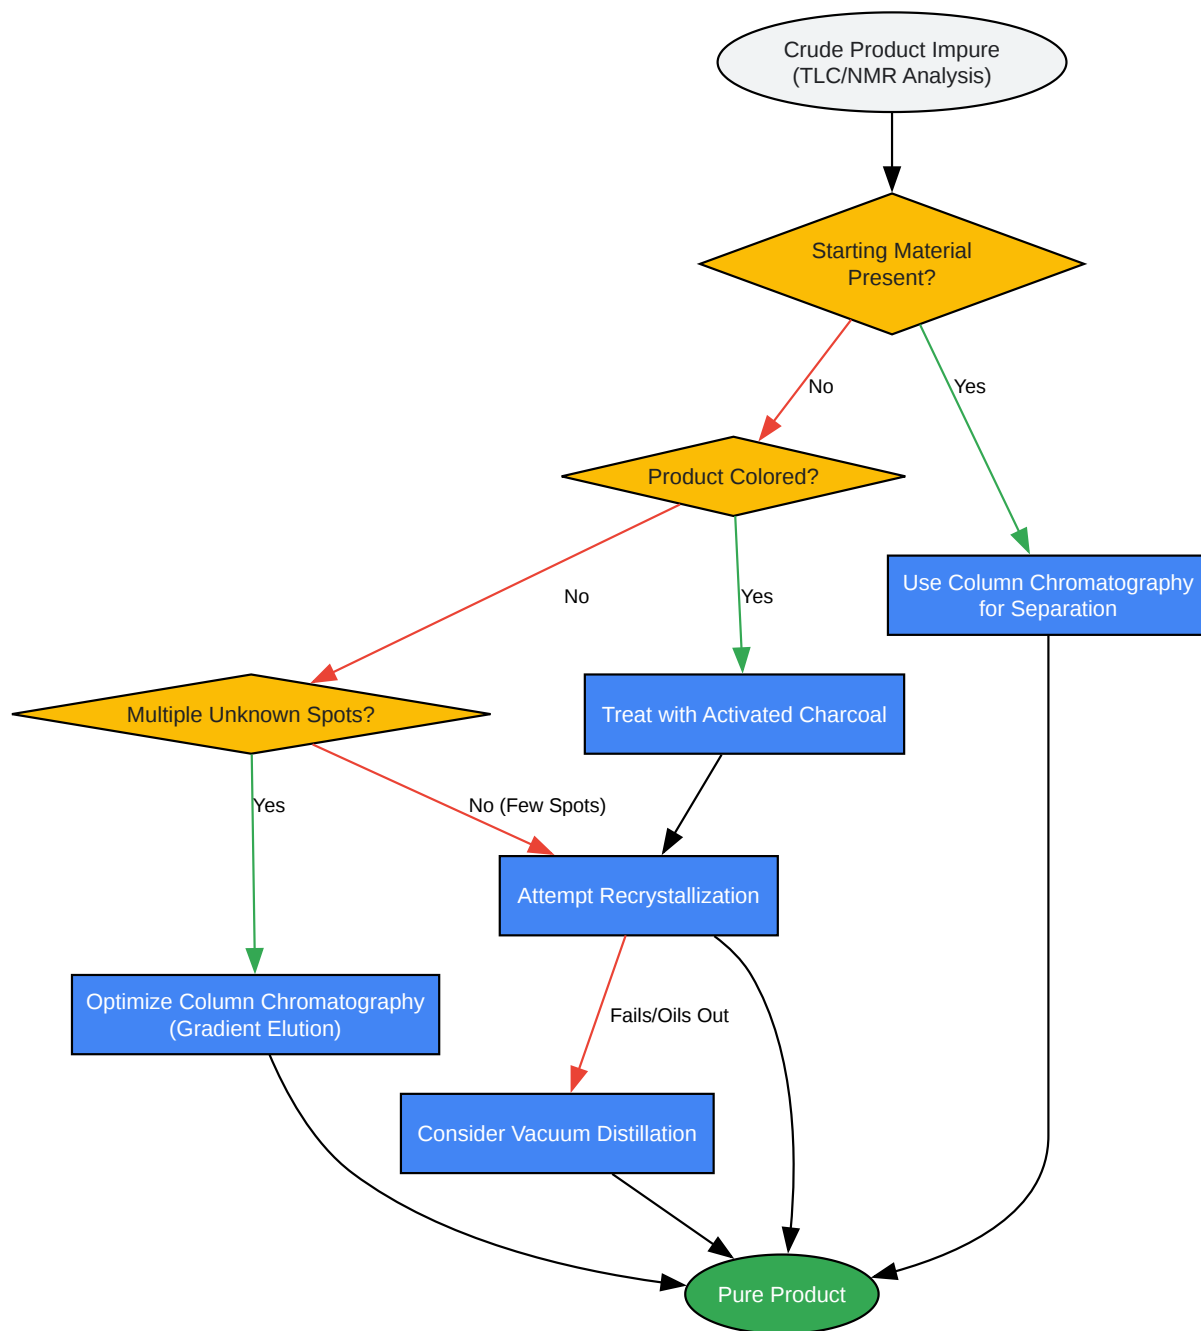 Crude Product Impure
(TLC/NMR Analysis)
Starting Material
Present?
No
Yes
Product Colored?
No
Yes
Use Column Chromatography
for Separation
Multiple Unknown Spots?
Treat with Activated Charcoal
Yes
No (Few Spots)
Attempt Recrystallization
Optimize Column Chromatography
(Gradient Elution)
Fails/Oils Out
Consider Vacuum Distillation
Pure Product